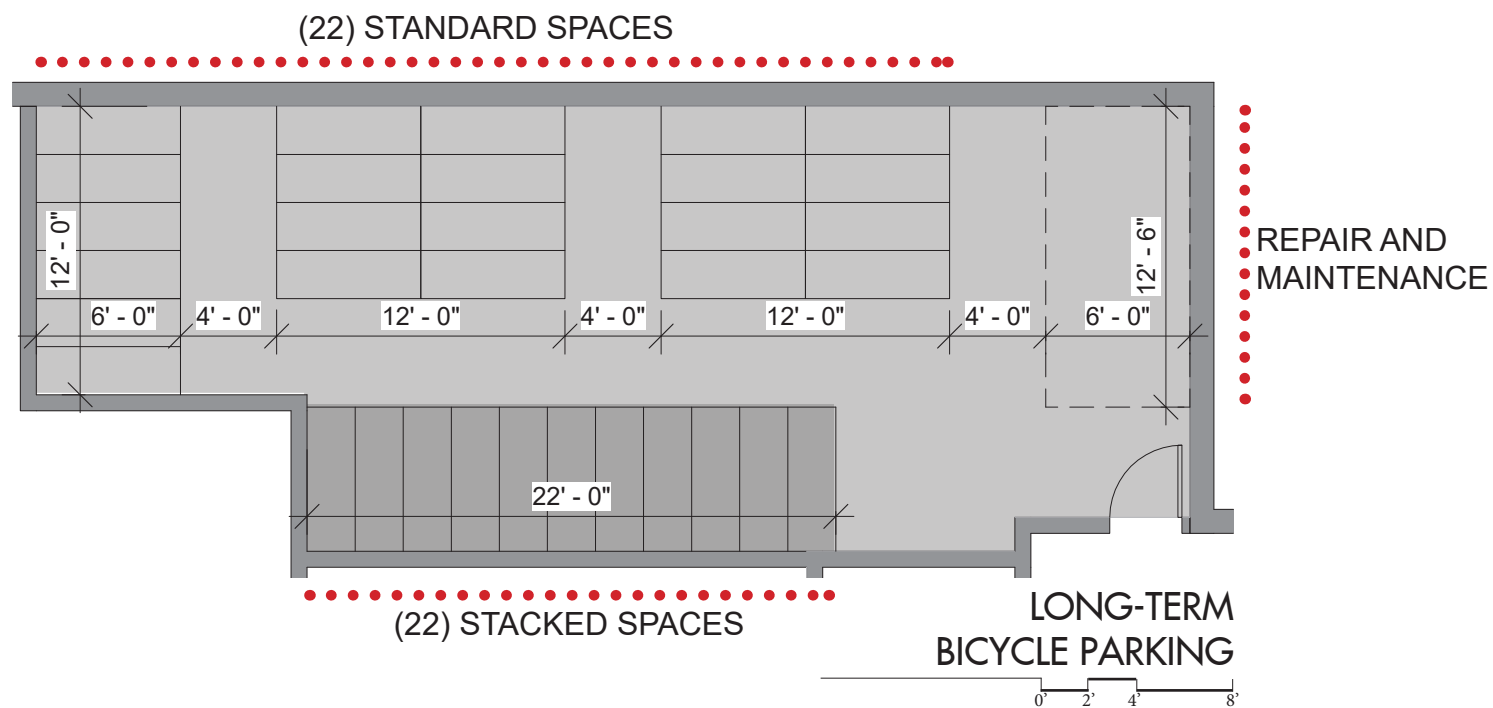 (22) STANDARD SPACES
12' - 0"
12' - 6"
REPAIR AND
MAINTENANCE
6' - 0"
4' - 0"
12' - 0"
4' - 0"
12' - 0"
4' - 0"
6' - 0"
22' - 0"
(22) STACKED SPACES
LONG-TERM
BICYCLE PARKING
0' 2' 4' 8'